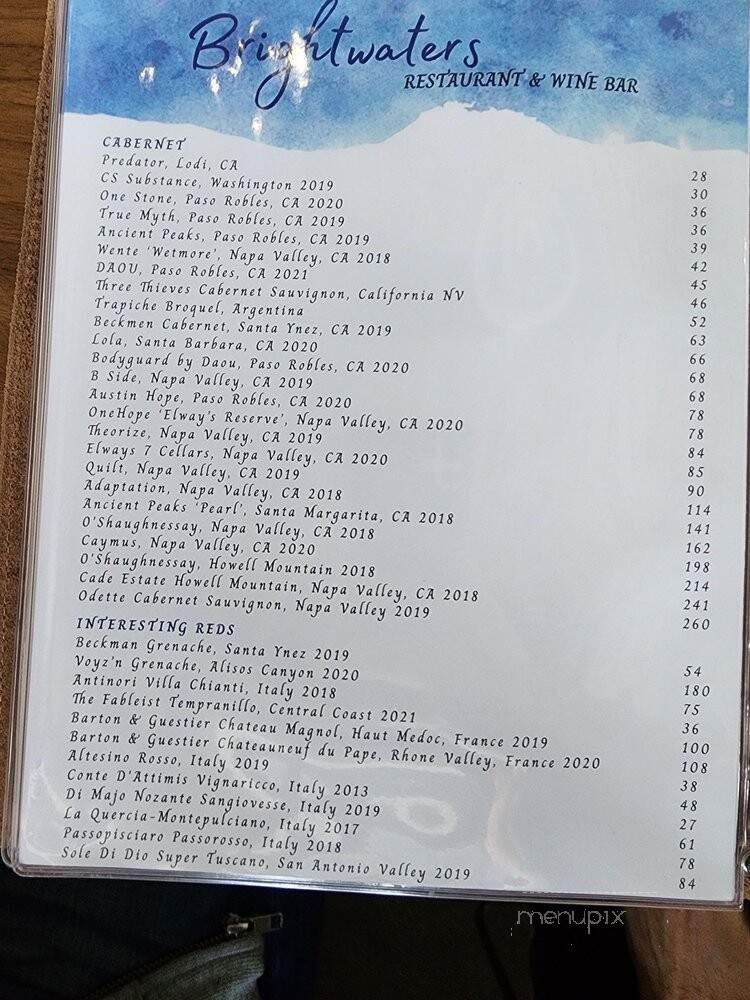 Brightwaters
RESTAURANT & WINE BAR
CABERNET
Predator, Lodi, CA 28
CS Substance, Washington 2019 30
One Stone, Paso Robles, CA 2020 36
True Myth, Paso Robles, CA 2019 36
Ancient Peaks, Paso Robles, CA 2019 39
Wente 'Wetmore', Napa Valley, CA 2018 42
DAOU, Paso Robles, CA 2021 45
Three Thieves Cabernet Sauvignon, California NV 46
Trapiche Broquel, Argentina 52
Beckmen Cabernet, Santa Ynez, CA 2019 63
Lola, Santa Barbara, CA 2020 66
Bodyguard by Daou, Paso Robles, CA 2020 68
B Side, Napa Valley, CA 2019 68
Austin Hope, Paso Robles, CA 2020 78
OneHope 'Elway's Reserve', Napa Valley, CA 2020 78
Theorize, Napa Valley, CA 2019 84
Elways 7 Cellars, Napa Valley, CA 2020 85
Quilt, Napa Valley, CA 2019 90
Adaptation, Napa Valley, CA 2018 114
Ancient Peaks 'Pearl', Santa Margarita, CA 2018 141
O'Shaughnessay, Napa Valley, CA 2018 162
Caymus, Napa Valley, CA 2020 198
O'Shaughnessay, Howell Mountain 2018 214
Cade Estate Howell Mountain, Napa Valley, CA 2018 241
Odette Cabernet Sauvignon, Napa Valley 2019 260
INTERESTING REDS
Beckman Grenache, Santa Ynez 2019 54
Voyz'n Grenache, Alisos Canyon 2020 180
Antinori Villa Chianti, Italy 2018 75
The Fableist Tempranillo, Central Coast 2021 36
Barton & Guestier Chateau Magnol, Haut Medoc, France 2019 100
Barton & Guestier Chateauneuf du Pape, Rhone Valley, France 2020 108
Altesino Rosso, Italy 2019 38
Conte D'Attimis Vignaricco, Italy 2013 48
Di Majo Nozante Sangiovesse, Italy 2019 27
La Quercia-Montepulciano, Italy 2017 61
Passopisciaro Passorosso, Italy 2018 78
Sole Di Dio Super Tuscano, San Antonio Valley 2019 84
menupix